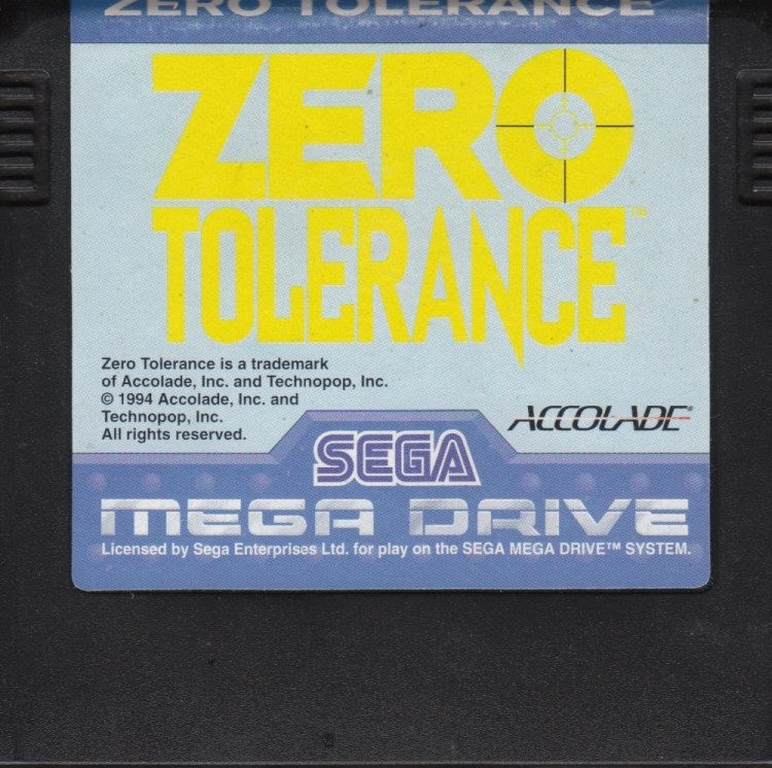 ZERO TOLERANCE
ZERO
TOLERANCE™
Zero Tolerance is a trademark
of Accolade, Inc. and Technopop, Inc.
© 1994 Accolade, Inc. and
Technopop, Inc.
All rights reserved.
ACCOLADE®
SEGA
MEGA DRIVE
Licensed by Sega Enterprises Ltd. for play on the SEGA MEGA DRIVE™ SYSTEM.